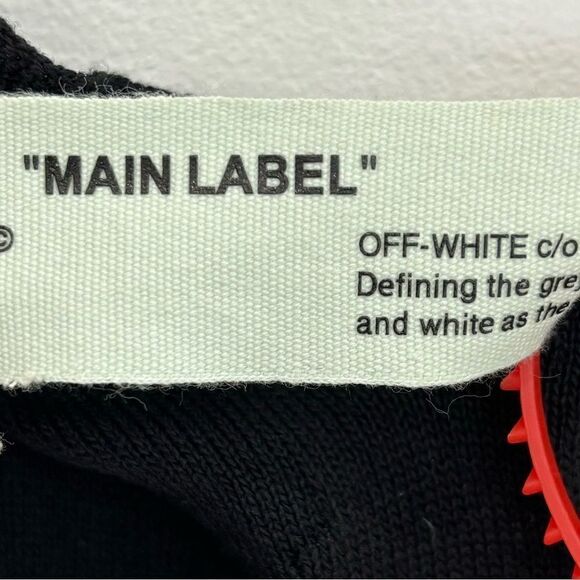 "MAIN LABEL"
©
OFF-WHITE c/o
Defining the grey
and white as the